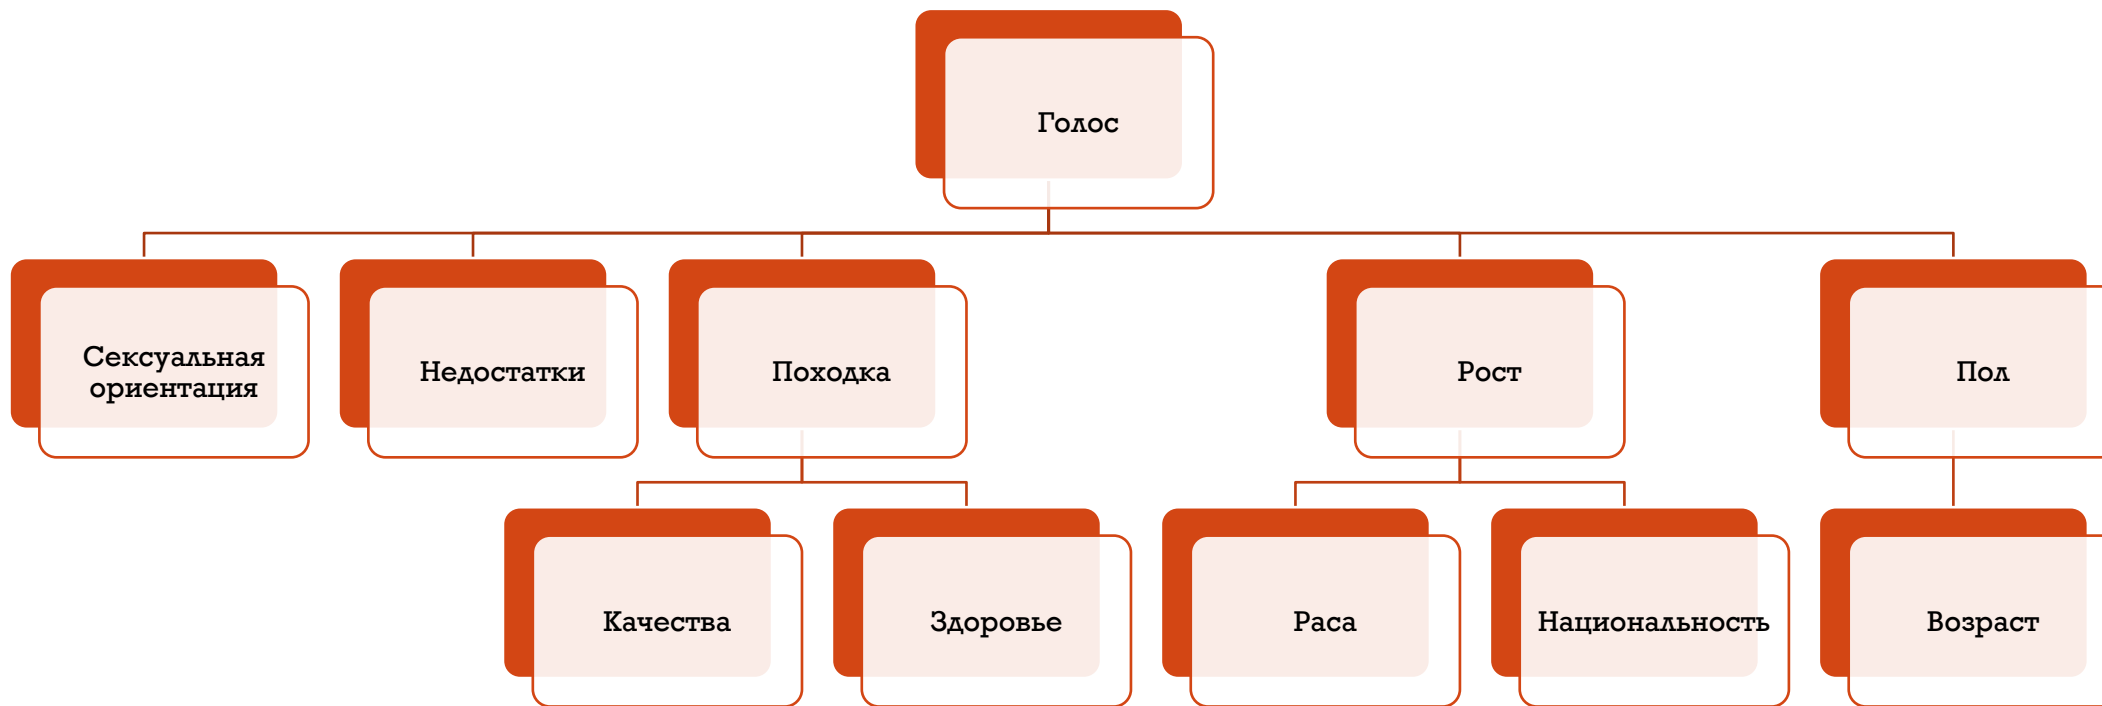 Голос
Сексуальная
ориентация
Недостатки
Походка
Рост
Пол
Качества
Здоровье
Раса
Национальность
Возраст